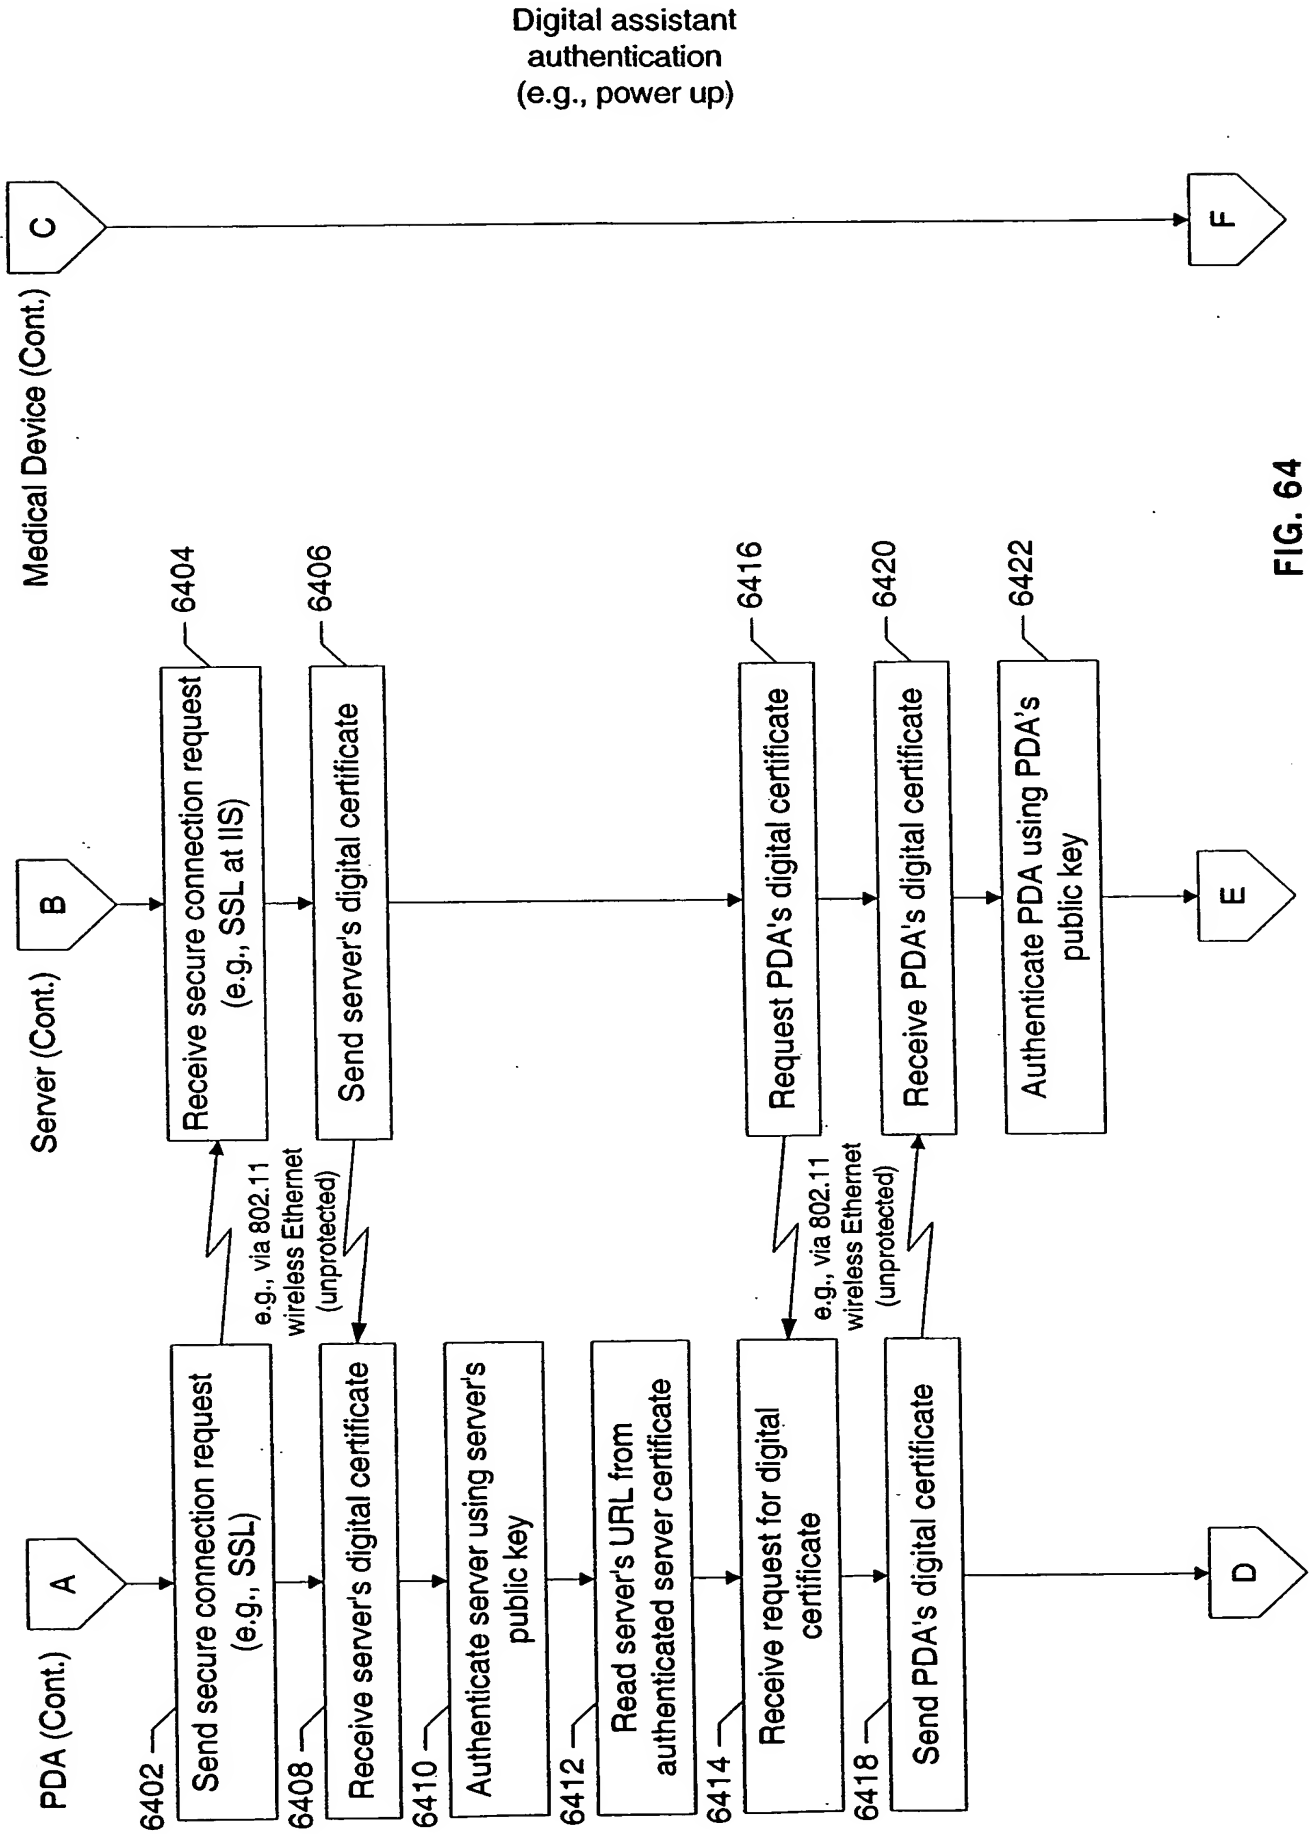 Digital assistant
authentication
(e.g., power up)
PDA (Cont.)
A
6402
Send secure connection request
(e.g., SSL)
6408
Receive server's digital certificate
6410
Authenticate server using server's
public key
6412
Read server's URL from
authenticated server certificate
6414
Receive request for digital
certificate
6418
Send PDA's digital certificate
D
e.g., via 802.11
wireless Ethernet
(unprotected)
e.g., via 802.11
wireless Ethernet
(unprotected)
Server (Cont.)
B
Receive secure connection request
(e.g., SSL at IIS)
6404
Send server's digital certificate
6406
Request PDA's digital certificate
6416
Receive PDA's digital certificate
6420
Authenticate PDA using PDA's
public key
6422
E
Medical Device (Cont.)
C
F
FIG. 64